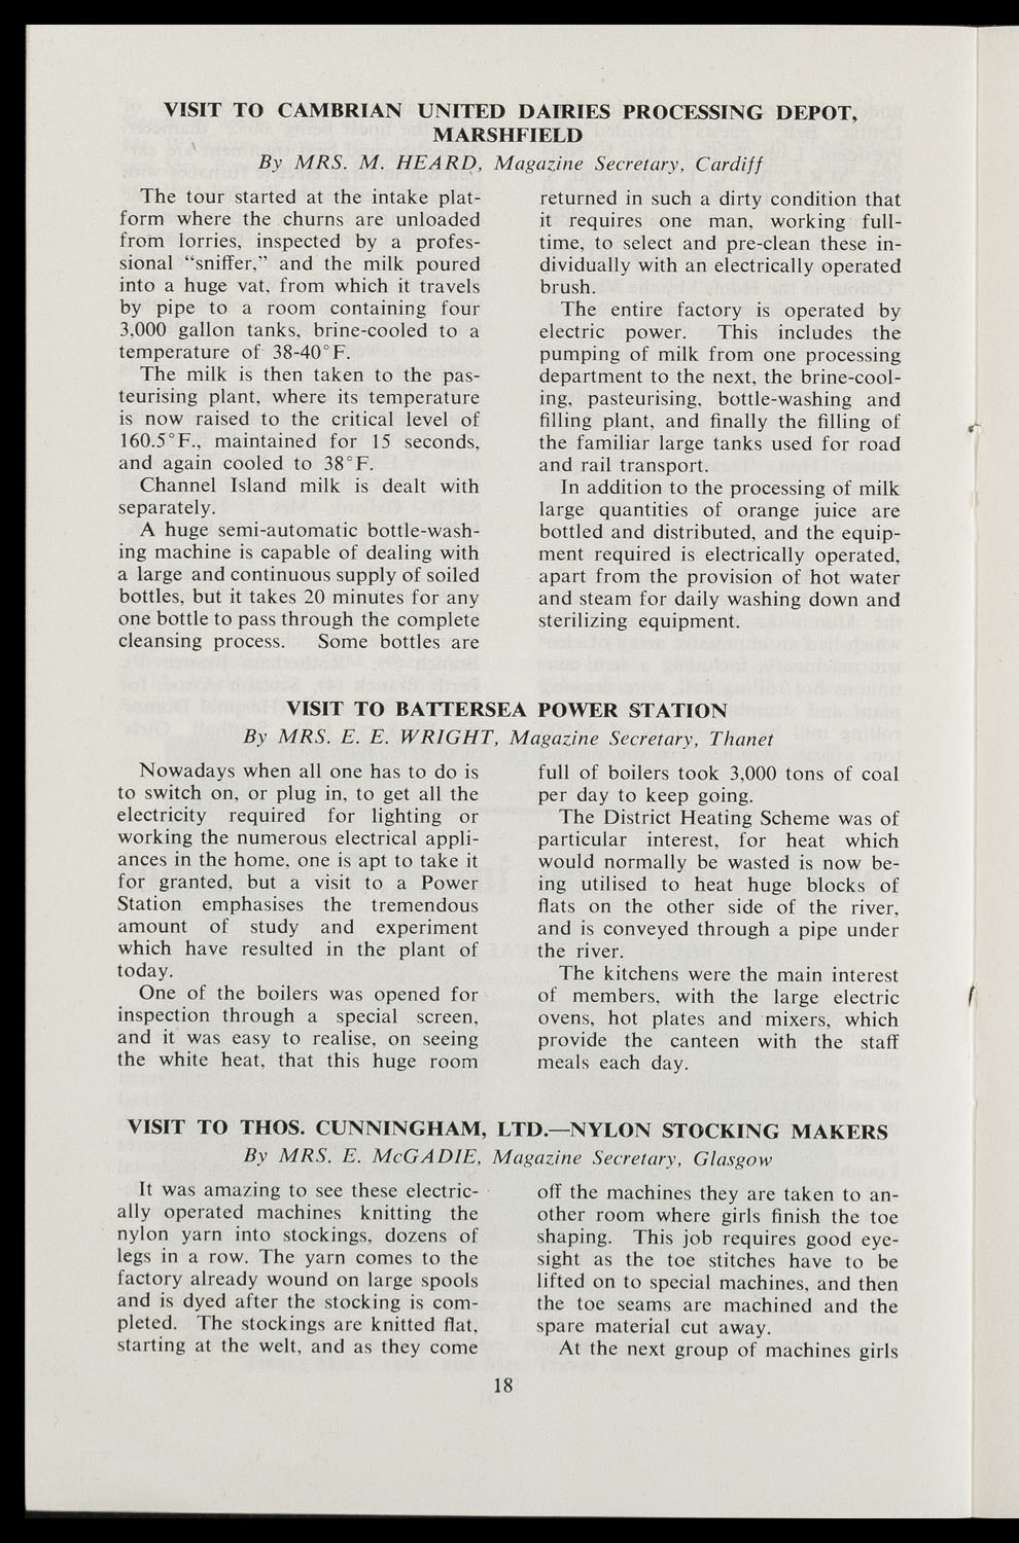 VISIT TO CAMBRIAN UNITED DAIRIES PROCESSING DEPOT,
MARSHFIELD
By MRS. M. HEARD, Magazine Secretary, Cardiff
The tour started at the intake plat-
form where the churns are unloaded
from lorries, inspected by a profes-
sional “sniffer,” and the milk poured
into a huge vat, from which it travels
by pipe to a room containing four
3,000 gallon tanks, brine-cooled to a
temperature of 38-40°F.
The milk is then taken to the pas-
teurising plant, where its temperature
is now raised to the critical level of
160.5°F., maintained for 15 seconds,
and again cooled to 38°F.
Channel Island milk is dealt with
separately.
A huge semi-automatic bottle-wash-
ing machine is capable of dealing with
a large and continuous supply of soiled
bottles, but it takes 20 minutes for any
one bottle to pass through the complete
cleansing process. Some bottles are
returned in such a dirty condition that
it requires one man, working full-
time, to select and pre-clean these in-
dividually with an electrically operated
brush.
The entire factory is operated by
electric power. This includes the
pumping of milk from one processing
department to the next, the brine-cool-
ing, pasteurising, bottle-washing and
filling plant, and finally the filling of
the familiar large tanks used for road
and rail transport.
In addition to the processing of milk
large quantities of orange juice are
bottled and distributed, and the equip-
ment required is electrically operated,
apart from the provision of hot water
and steam for daily washing down and
sterilizing equipment.
VISIT TO BATTERSEA POWER STATION
By MRS. E. E. WRIGHT, Magazine Secretary, Thanet
Nowadays when all one has to do is
to switch on, or plug in, to get all the
electricity required for lighting or
working the numerous electrical appli-
ances in the home, one is apt to take it
for granted, but a visit to a Power
Station emphasises the tremendous
amount of study and experiment
which have resulted in the plant of
today.
One of the boilers was opened for
inspection through a special screen,
and it was easy to realise, on seeing
the white heat, that this huge room
full of boilers took 3,000 tons of coal
per day to keep going.
The District Heating Scheme was of
particular interest, for heat which
would normally be wasted is now be-
ing utilised to heat huge blocks of
flats on the other side of the river,
and is conveyed through a pipe under
the river.
The kitchens were the main interest
of members, with the large electric
ovens, hot plates and mixers, which
provide the canteen with the staff
meals each day.
VISIT TO THOS. CUNNINGHAM, LTD.—NYLON STOCKING MAKERS
By MRS. E. McGADIE, Magazine Secretary, Glasgow
It was amazing to see these electric-
ally operated machines knitting the
nylon yarn into stockings, dozens of
legs in a row. The yarn comes to the
factory already wound on large spools
and is dyed after the stocking is com-
pleted. The stockings are knitted flat,
starting at the welt, and as they come
off the machines they are taken to an-
other room where girls finish the toe
shaping. This job requires good eye-
sight as the toe stitches have to be
lifted on to special machines, and then
the toe seams are machined and the
spare material cut away.
At the next group of machines girls
18